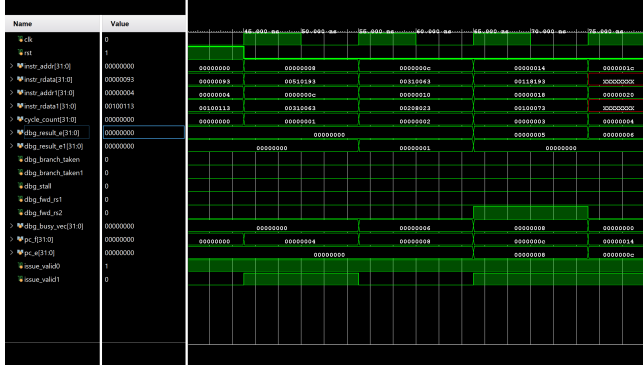 Name Value
45.000 ns 50.000 ns 55.000 ns 60.000 ns 65.000 ns 70.000 ns 75.000 ns
clk 0
rst 1
instr_addr[31:0] 00000000 00000000 00000008 0000000c 00000014 0000001c
instr_rdata[31:0] 00000093 00000093 00510193 00310063 00118193 XXXXXXXX
instr_addr1[31:0] 00000004 00000004 0000000c 00000010 00000018 00000020
instr_rdata1[31:0] 00100113 00100113 00310063 00208023 00100073 XXXXXXXX
cycle_count[31:0] 00000000 00000000 00000001 00000002 00000003 00000004
dbg_result_e[31:0] 00000000 00000000 00000005 00000006
dbg_result_e1[31:0] 00000000 00000000 00000001 00000000
dbg_branch_taken 0
dbg_branch_taken1 0
dbg_stall 0
dbg_fwd_rs1 0
dbg_fwd_rs2 0
dbg_busy_vec[31:0] 00000000 00000000 00000006 00000008 00000000
pc_f[31:0] 00000000 00000000 00000004 00000008 0000000c 00000014
pc_e[31:0] 00000000 00000000 00000008 0000000c
issue_valid0 1
issue_valid1 0